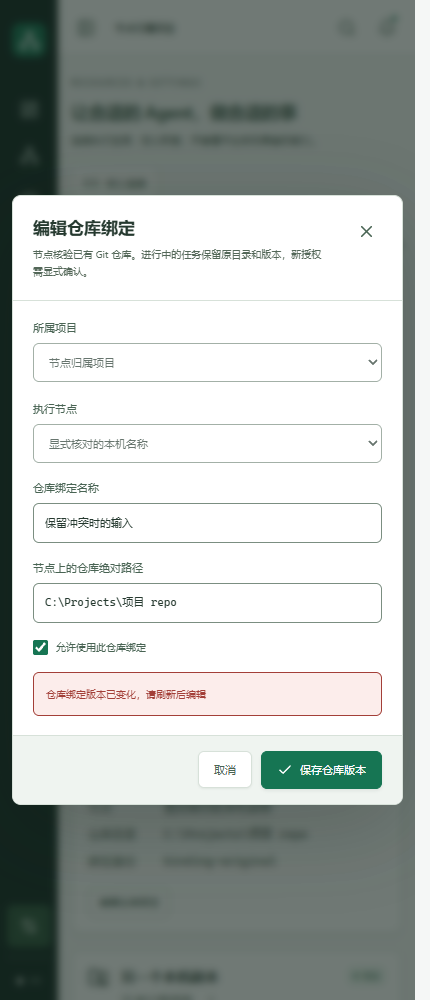 编辑仓库绑定
节点核验已有 Git 仓库。进行中的任务保留原目录和版本，新授权
需显式确认。
所属项目
节点归属项目
执行节点
显式核对的本机名称
仓库绑定名称
保留冲突时的输入
节点上的仓库绝对路径
C:\Projects\项目 repo
允许使用此仓库绑定
仓库绑定版本已变化，请刷新后编辑
取消
保存仓库版本